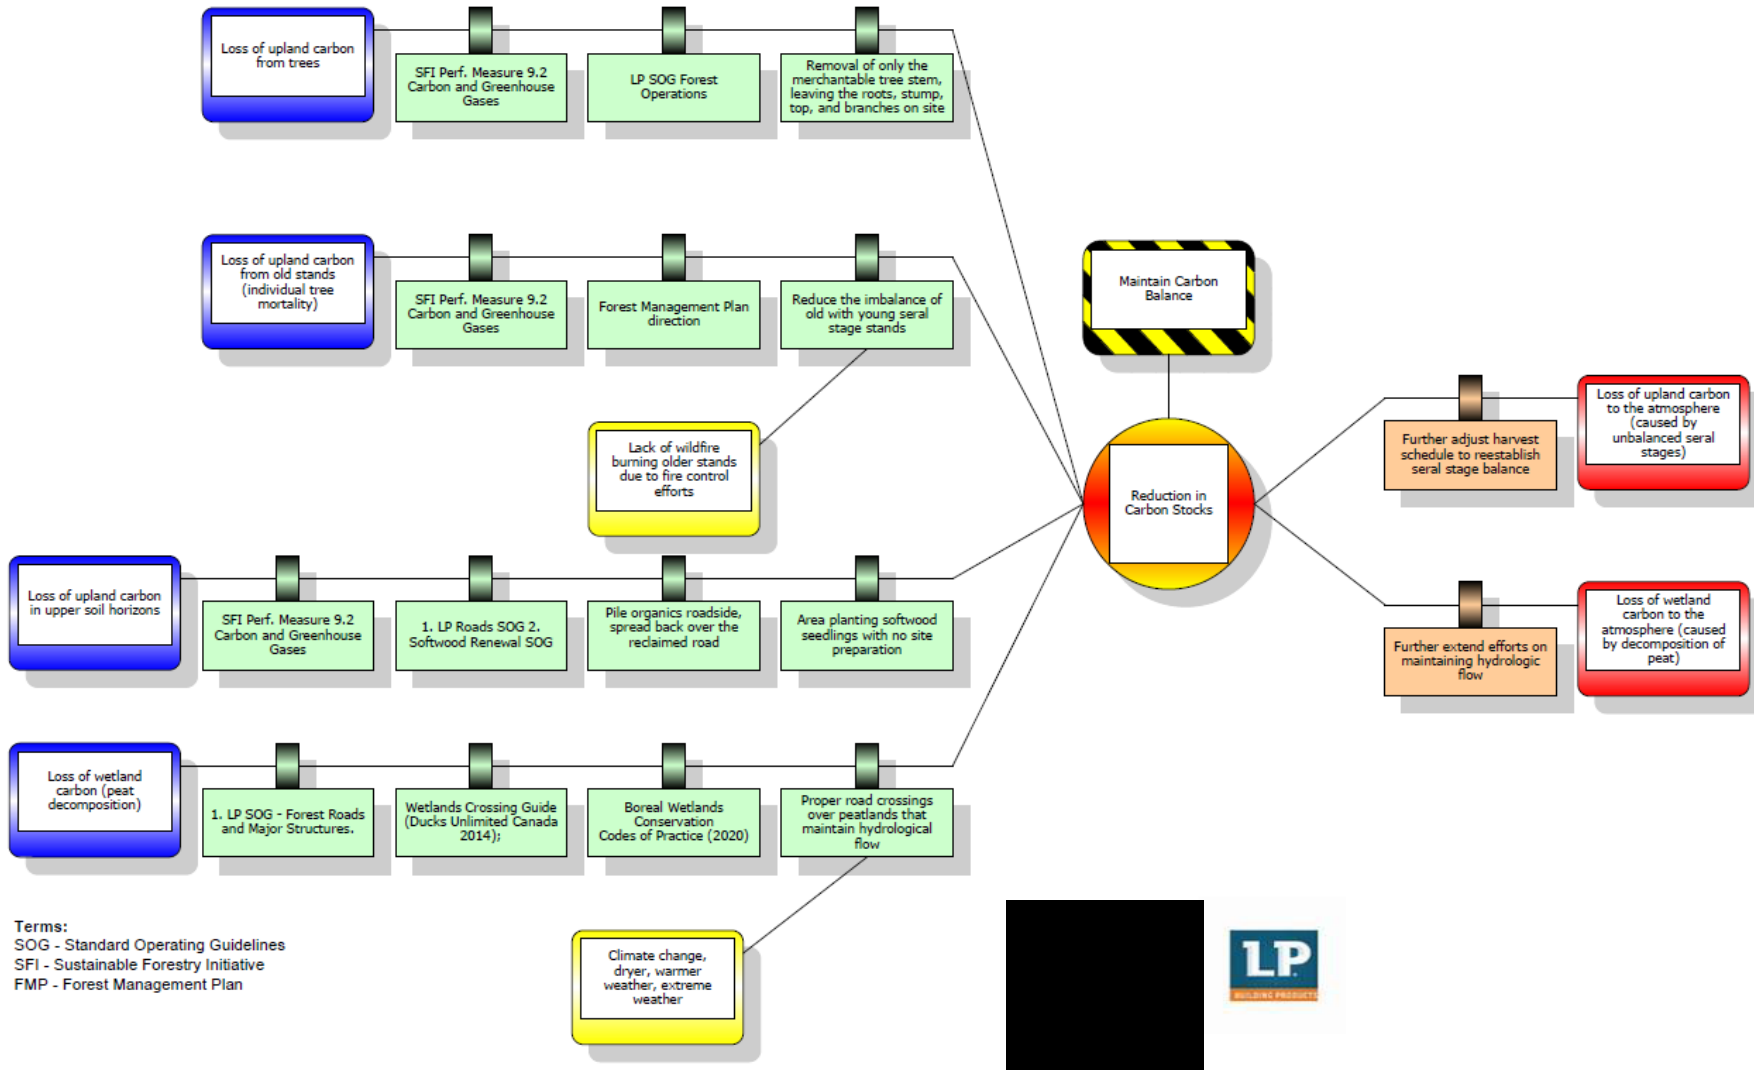 Loss of upland carbon
from trees
SFI Perf. Measure 9.2
Carbon and Greenhouse
Gases
LP SOG Forest
Operations
Removal of only the
merchantable tree stem,
leaving the roots, stump,
top, and branches on site
Loss of upland carbon
from old stands
(individual tree
mortality)
SFI Perf. Measure 9.2
Carbon and Greenhouse
Gases
Forest Management Plan
direction
Reduce the imbalance of
old with young seral
stage stands
Lack of wildfire
burning older stands
due to fire control
efforts
Maintain Carbon
Balance
Reduction in
Carbon Stocks
Further adjust harvest
schedule to reestablish
seral stage balance
Loss of upland carbon
to the atmosphere
(caused by
unbalanced seral
stages)
Further extend efforts on
maintaining hydrologic
flow
Loss of wetland
carbon to the
atmosphere (caused
by decomposition of
peat)
Loss of upland carbon
in upper soil horizons
SFI Perf. Measure 9.2
Carbon and Greenhouse
Gases
1. LP Roads SOG 2.
Softwood Renewal SOG
Pile organics roadside,
spread back over the
reclaimed road
Area planting softwood
seedlings with no site
preparation
Loss of wetland
carbon (peat
decomposition)
1. LP SOG - Forest Roads
and Major Structures.
Wetlands Crossing Guide
(Ducks Unlimited Canada
2014);
Boreal Wetlands
Conservation
Codes of Practice (2020)
Proper road crossings
over peatlands that
maintain hydrological
flow
Climate change,
dryer, warmer
weather, extreme
weather
Terms:
SOG - Standard Operating Guidelines
SFI - Sustainable Forestry Initiative
FMP - Forest Management Plan
LP
BUILDING PRODUCTS